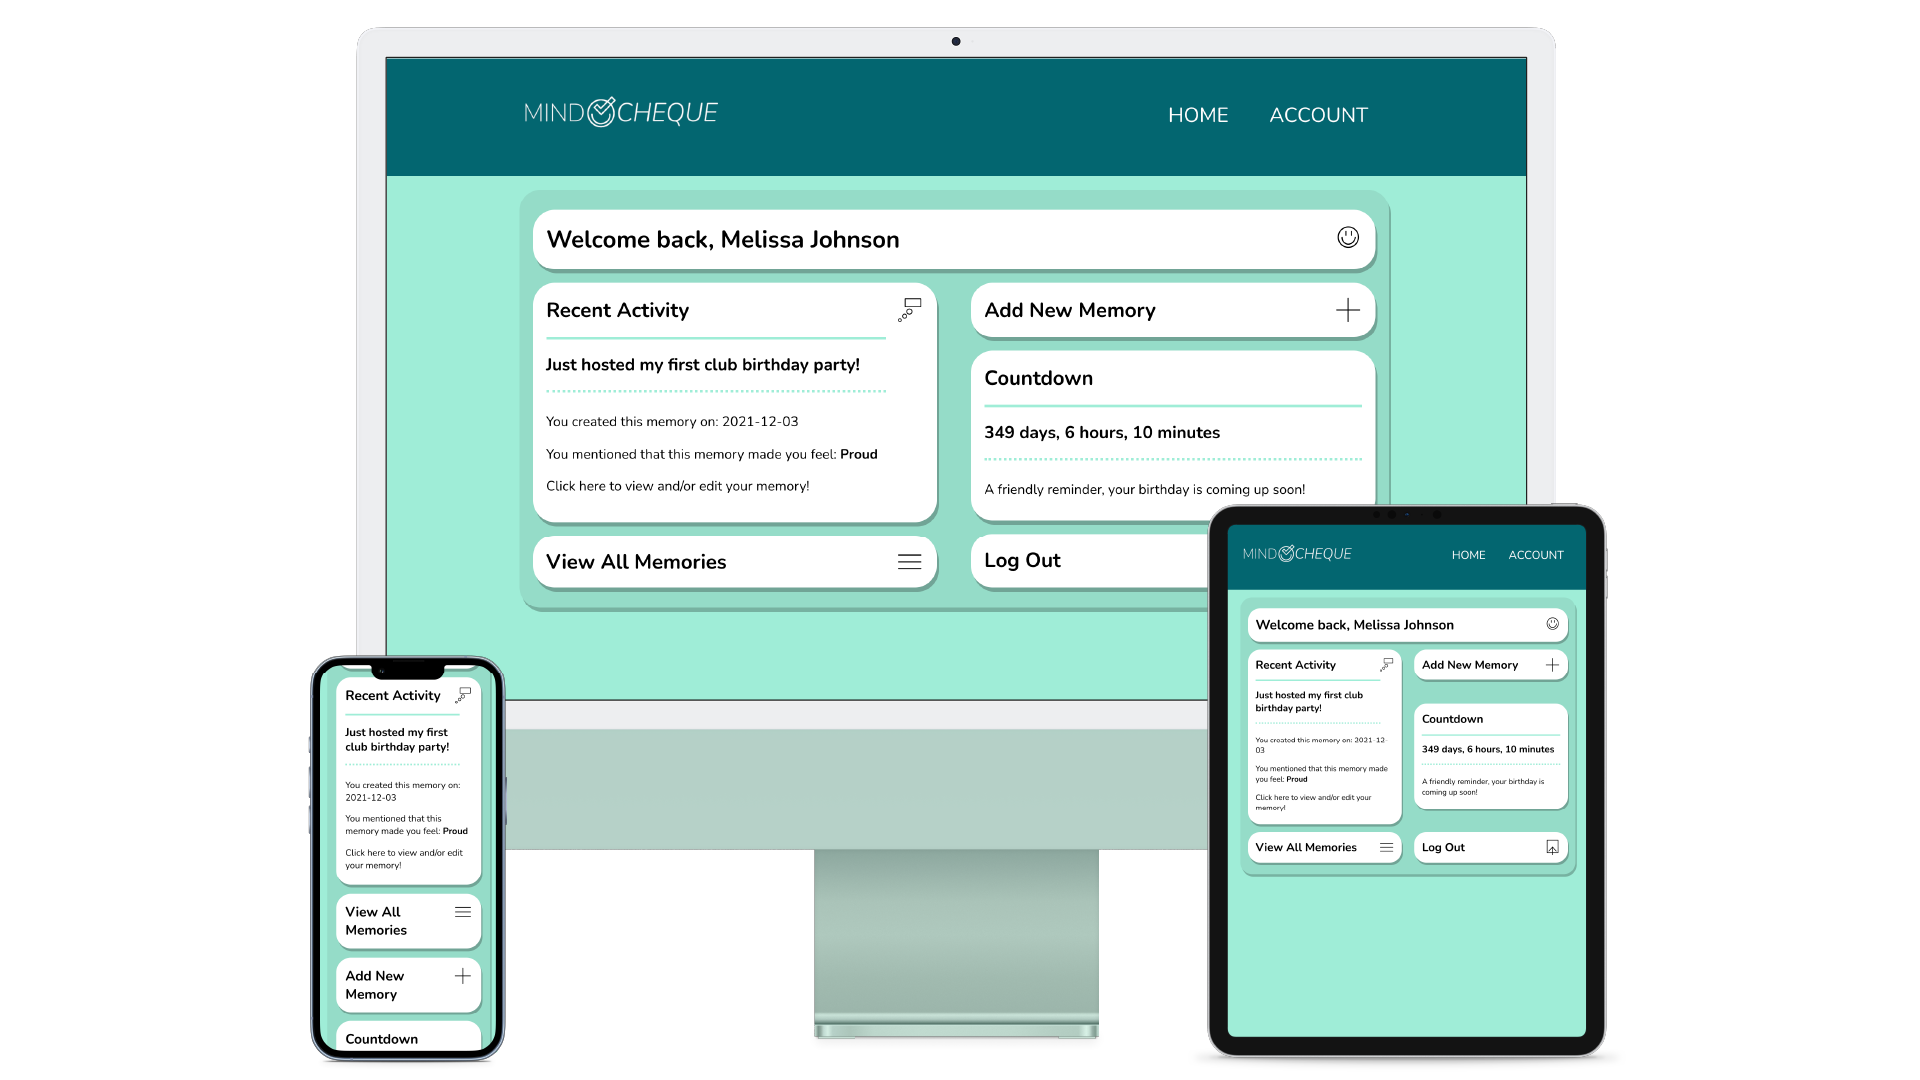 MIND CHEQUE
HOME ACCOUNT
Welcome back, Melissa Johnson
Recent Activity
Just hosted my first club birthday party!
You created this memory on: 2021-12-03
You mentioned that this memory made you feel: Proud
Click here to view and/or edit your memory!
View All Memories
Add New Memory
Countdown
349 days, 6 hours, 10 minutes
A friendly reminder, your birthday is coming up soon!
Log Out
Recent Activity
Just hosted my first
club birthday party!
You created this memory on:
2021-12-03
You mentioned that this
memory made you feel: Proud
Click here to view and/or edit
your memory!
View All
Memories
Add New
Memory
Countdown
MIND CHEQUE
HOME ACCOUNT
Welcome back, Melissa Johnson
Recent Activity
Just hosted my first club
birthday party!
You created this memory on: 2021-12-
03
You mentioned that this memory made
you feel: Proud
Click here to view and/or edit your
memory!
View All Memories
Add New Memory
Countdown
349 days, 6 hours, 10 minutes
A friendly reminder, your birthday is
coming up soon!
Log Out